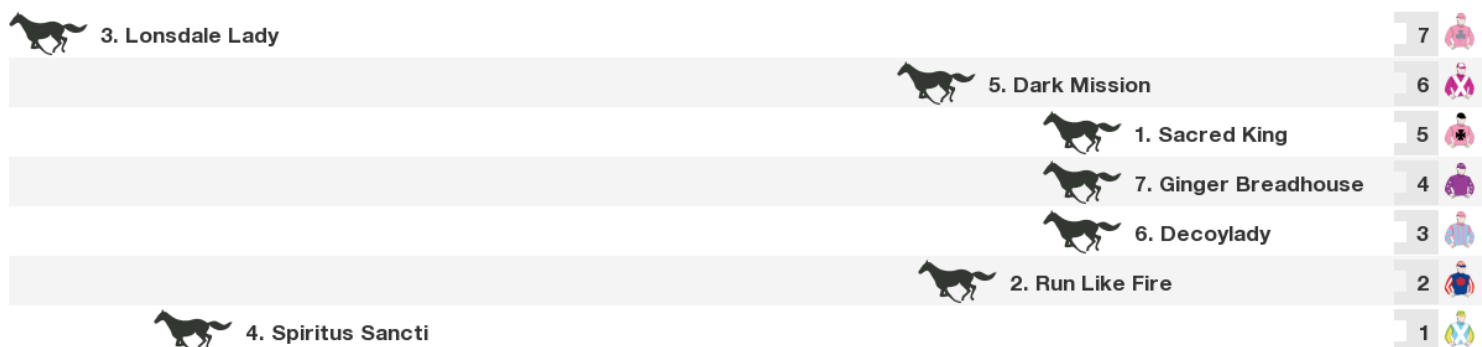 3. Lonsdale Lady 7
5. Dark Mission 6
1. Sacred King 5
7. Ginger Breadhouse 4
6. Decoylady 3
2. Run Like Fire 2
4. Spiritus Sancti 1